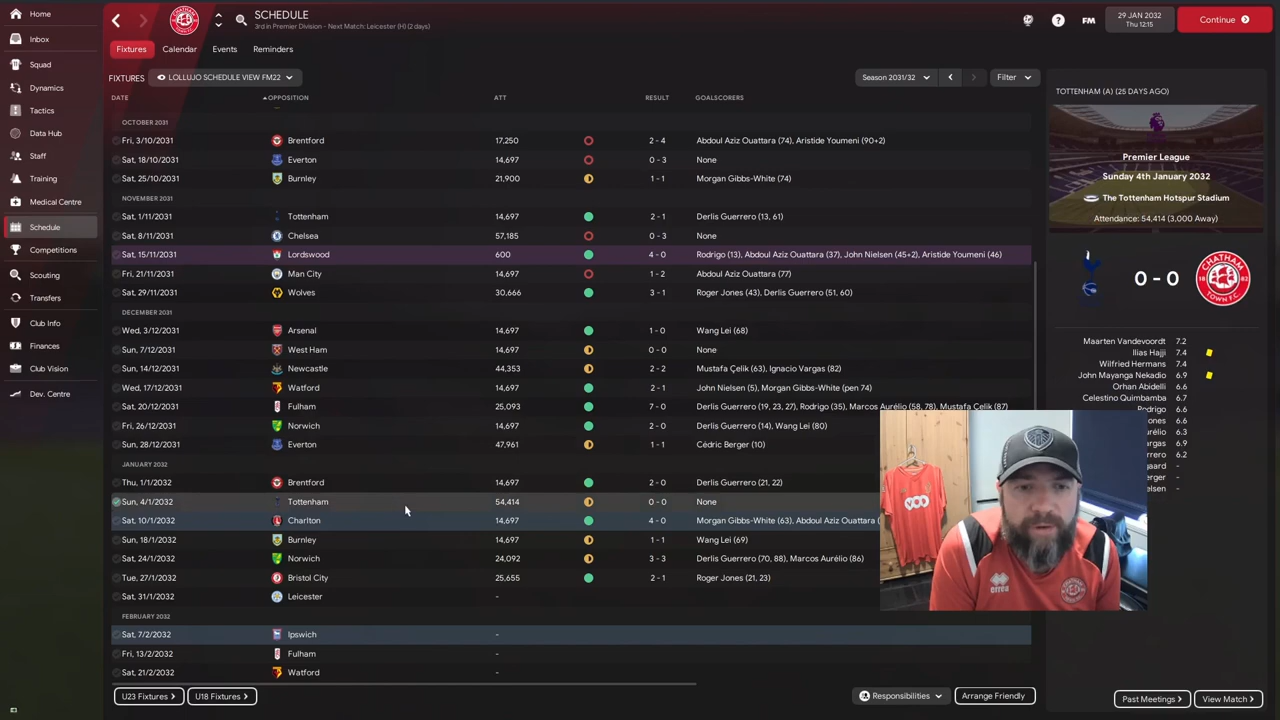 Home
Inbox
Squad
Dynamics
Tactics
Data Hub
Staff
Training
Medical Centre
Schedule
Competitions
Scouting
Transfers
Club Info
Finances
Club Vision
Dev. Centre
SCHEDULE
3rd in Premier Division - Next Match: Leicester (H) (2 days)
FM
29 JAN 2032
Thu 12:15
Continue
Fixtures Calendar Events Reminders
FIXTURES LOLLUJO SCHEDULE VIEW FM22 Season 2031/32 Filter
DATE OPPOSITION ATT RESULT GOALSCORERS
OCTOBER 2031
Fri, 3/10/2031 Brentford 17,250 2 - 4 Abdoul Aziz Ouattara (74), Aristide Youmeni (90+2)
Sat, 18/10/2031 Everton 14,697 0 - 3 None
Sat, 25/10/2031 Burnley 21,900 1 - 1 Morgan Gibbs-White (74)
NOVEMBER 2031
Sat, 1/11/2031 Tottenham 14,697 2 - 1 Derlis Guerrero (13, 61)
Sat, 8/11/2031 Chelsea 57,185 0 - 3 None
Sat, 15/11/2031 Lordswood 600 4 - 0 Rodrigo (13), Abdoul Aziz Ouattara (37), John Nielsen (45+2), Aristide Youmeni (46)
Fri, 21/11/2031 Man City 14,697 1 - 2 Abdoul Aziz Ouattara (77)
Sat, 29/11/2031 Wolves 30,666 3 - 1 Roger Jones (43), Derlis Guerrero (51, 60)
DECEMBER 2031
Wed, 3/12/2031 Arsenal 14,697 1 - 0 Wang Lei (68)
Sun, 7/12/2031 West Ham 14,697 0 - 0 None
Sun, 14/12/2031 Newcastle 44,353 2 - 2 Mustafa Çelik (63), Ignacio Vargas (82)
Wed, 17/12/2031 Watford 14,697 2 - 1 John Nielsen (5), Morgan Gibbs-White (pen 74)
Sat, 20/12/2031 Fulham 25,093 7 - 0 Derlis Guerrero (19, 23, 27), Rodrigo (35), Marcos Aurélio (58, 78), Mustafa Çelik (87)
Fri, 26/12/2031 Norwich 14,697 2 - 0 Derlis Guerrero (14), Wang Lei (80)
Sun, 28/12/2031 Everton 47,961 1 - 1 Cédric Berger (10)
JANUARY 2032
Thu, 1/1/2032 Brentford 14,697 2 - 0 Derlis Guerrero (21, 22)
Sun, 4/1/2032 Tottenham 54,414 0 - 0 None
Sat, 10/1/2032 Charlton 14,697 4 - 0 Morgan Gibbs-White (63), Abdoul Aziz Ouattara (
Sun, 18/1/2032 Burnley 14,697 1 - 0 Wang Lei (69)
Sat, 24/1/2032 Norwich 24,092 3 - 3 Derlis Guerrero (70, 88), Marcos Aurélio (86)
Tue, 27/1/2032 Bristol City 25,655 2 - 1 Roger Jones (21, 23)
Sat, 31/1/2032 Leicester -
FEBRUARY 2032
Sat, 7/2/2032 Ipswich -
Fri, 13/2/2032 Fulham -
Sat, 21/2/2032 Watford -
U23 Fixtures U18 Fixtures Responsibilities Arrange Friendly
TOTTENHAM (A) (25 DAYS AGO)
Premier League
Sunday 4th January 2032
The Tottenham Hotspur Stadium
Attendance: 54,414 (3,000 Away)
0 - 0
Maarten Vandevoordt 7.2
Ilias Hajji 7.4
Wilfried Hermans 7.4
John Mayanga Nekadio 6.9
Orhan Abidelli 6.6
Celestino Quimbamba 6.7
Rodrigo 6.6
ones 6.6
élio 6.3
argas 6.9
rrero 6.2
gaard -
erger -
elsen -
Past Meetings View Match